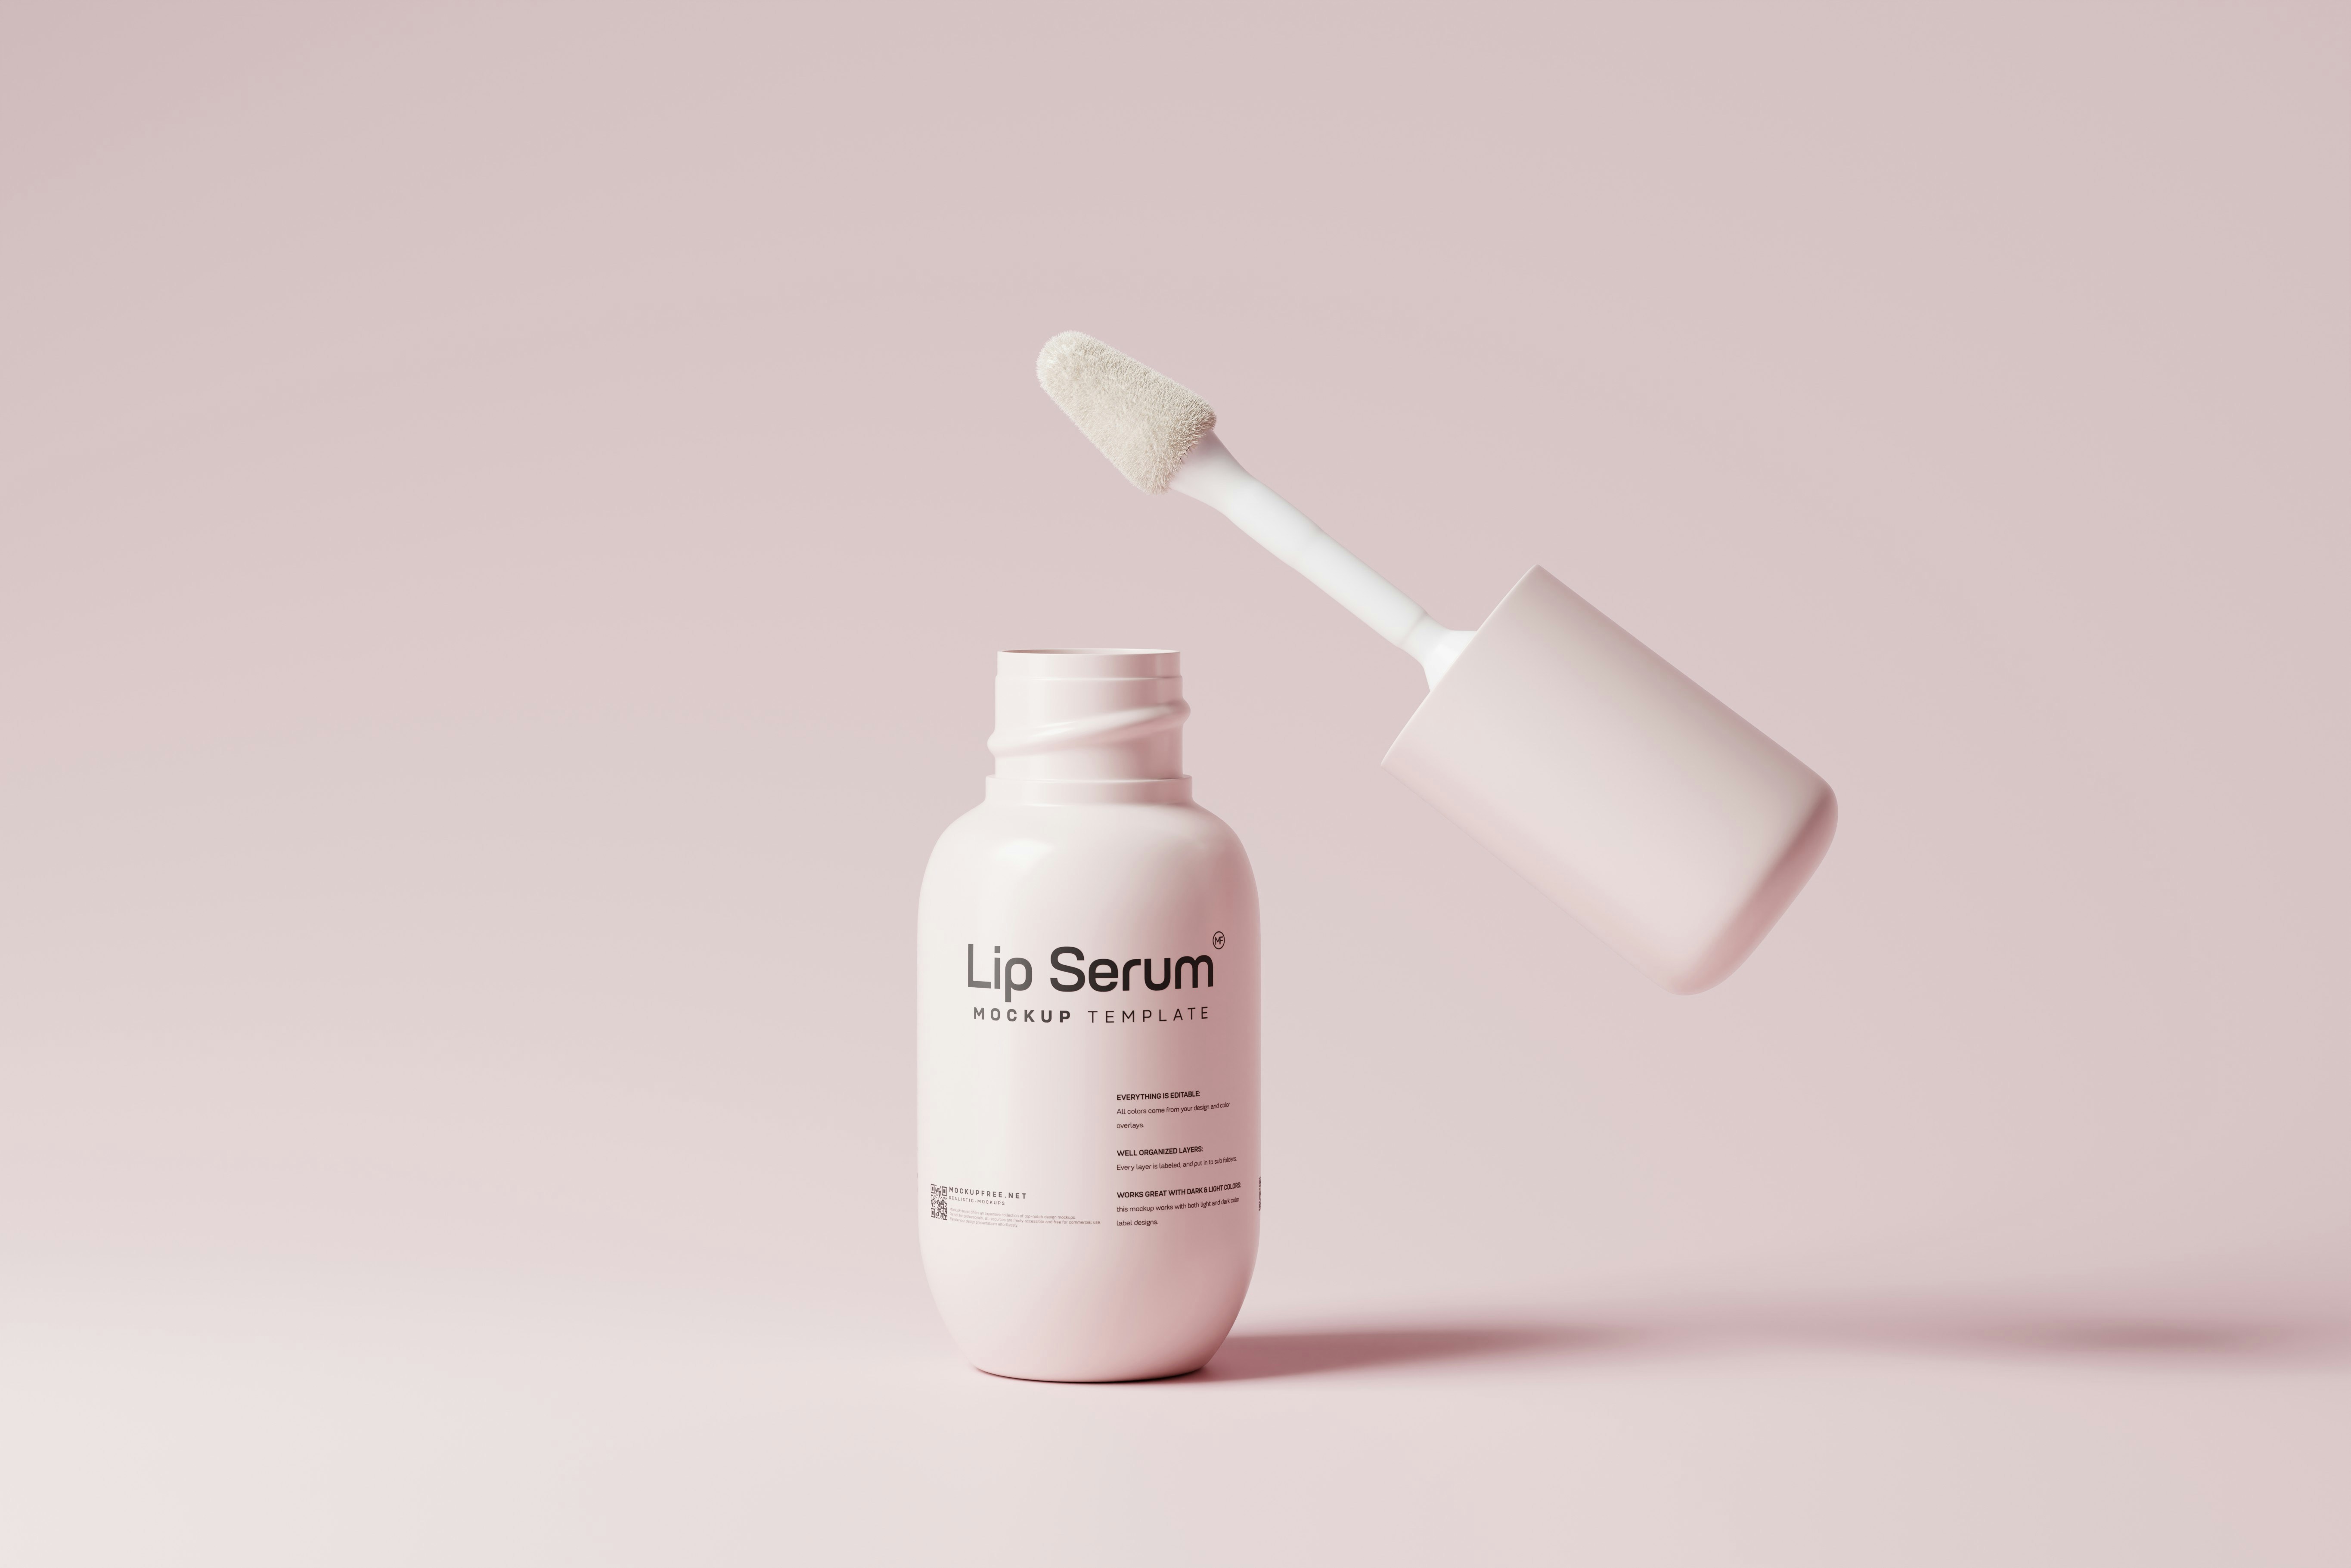 Lip Serum
MF
MOCKUP TEMPLATE
EVERYTHING IS EDITABLE:
All colors come from your design and color
overlays.
WELL ORGANIZED LAYERS:
Every layer is labeled, and put in to sub folders.
WORKS GREAT WITH DARK & LIGHT COLORS:
this mockup works with both light and dark color
label designs.
MOCKUPFREE.NET
REALISTIC-MOCKUPS